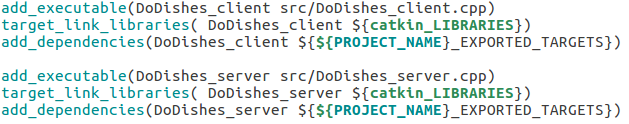 add_executable(DoDishes_client src/DoDishes_client.cpp)
target_link_libraries( DoDishes_client ${catkin_LIBRARIES})
add_dependencies(DoDishes_client ${${PROJECT_NAME}_EXPORTED_TARGETS})
add_executable(DoDishes_server src/DoDishes_server.cpp)
target_link_libraries( DoDishes_server ${catkin_LIBRARIES})
add_dependencies(DoDishes_server ${${PROJECT_NAME}_EXPORTED_TARGETS})